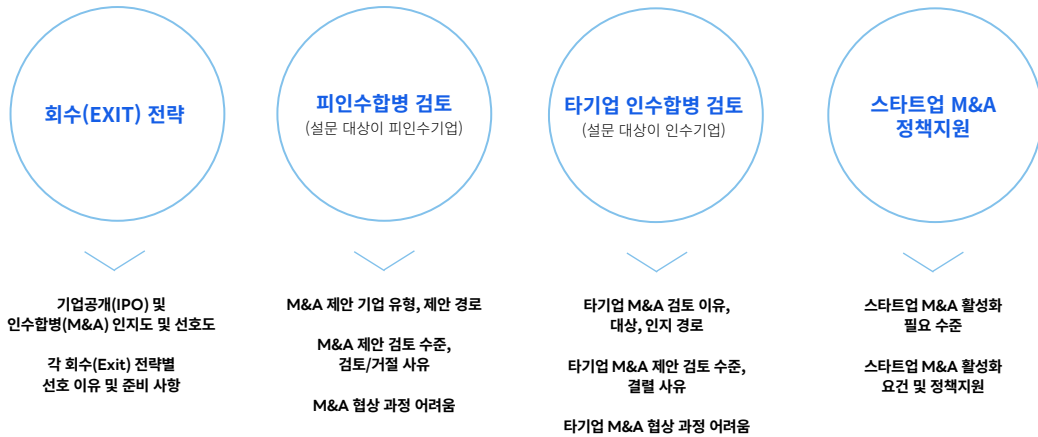 회수(EXIT) 전략
기업공개(IPO) 및
인수합병(M&A) 인지도 및 선호도
각 회수(Exit) 전략별
선호 이유 및 준비 사항
피인수합병 검토
(설문 대상이 피인수기업)
M&A 제안 기업 유형, 제안 경로
M&A 제안 검토 수준,
검토/거절 사유
M&A 협상 과정 어려움
타기업 인수합병 검토
(설문 대상이 인수기업)
타기업 M&A 검토 이유,
대상, 인지 경로
타기업 M&A 제안 검토 수준,
결렬 사유
타기업 M&A 협상 과정 어려움
스타트업 M&A
정책지원
스타트업 M&A 활성화
필요 수준
스타트업 M&A 활성화
요건 및 정책지원